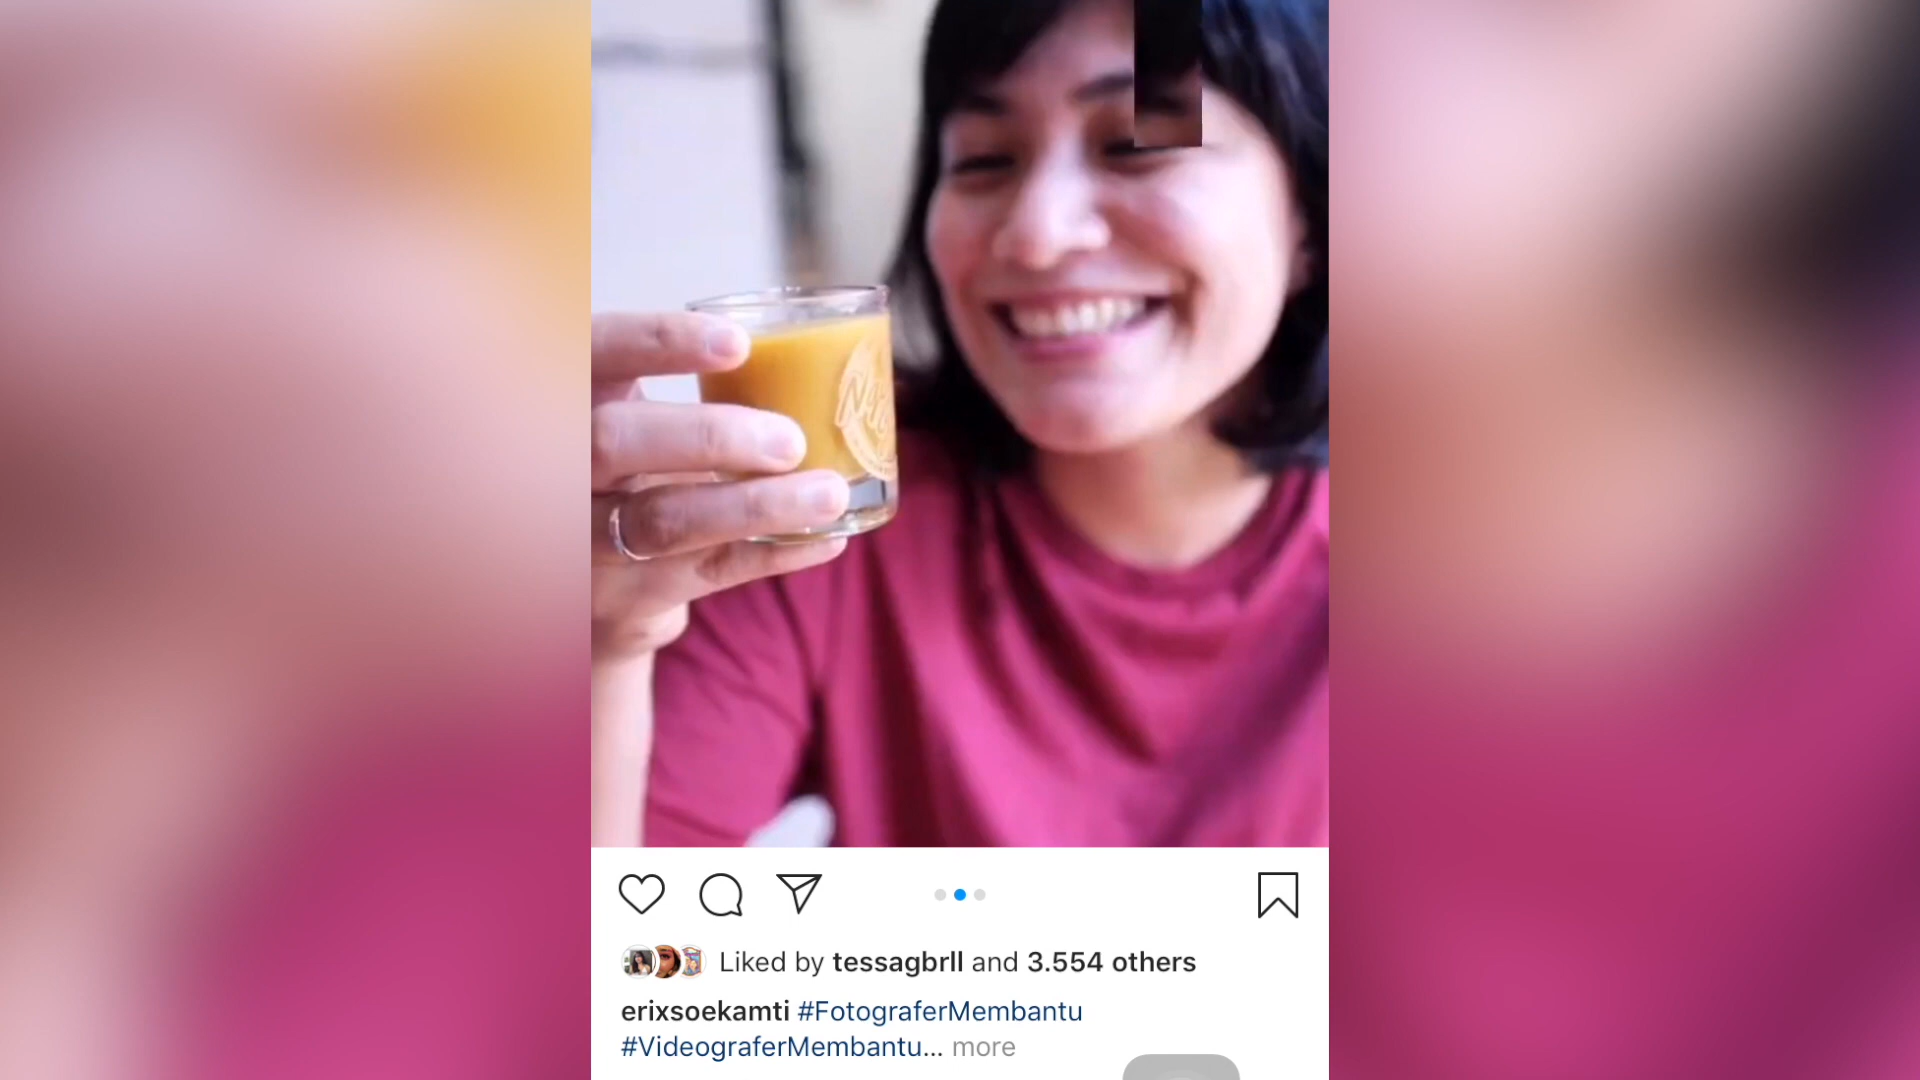 Liked by tessagbrll and 3.554 others
erixsoekamti #FotograferMembantu
#VideograferMembantu... more